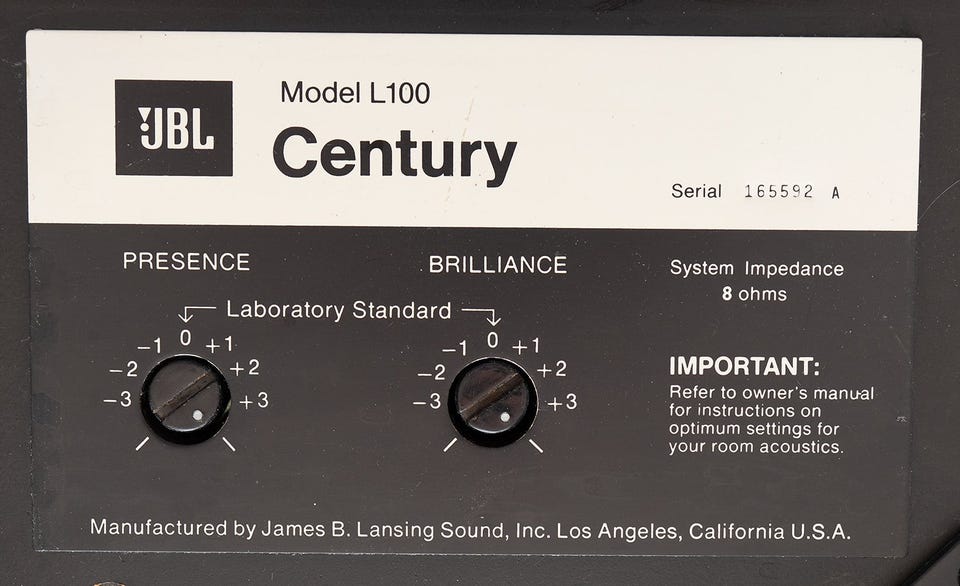 JBL
Model L100
Century
Serial 165592 A
PRESENCE
BRILLIANCE
System Impedance
8 ohms
Laboratory Standard
-3 -2 -1 0 +1 +2 +3
-3 -2 -1 0 +1 +2 +3
IMPORTANT:
Refer to owner's manual
for instructions on
optimum settings for
your room acoustics.
Manufactured by James B. Lansing Sound, Inc. Los Angeles, California U.S.A.